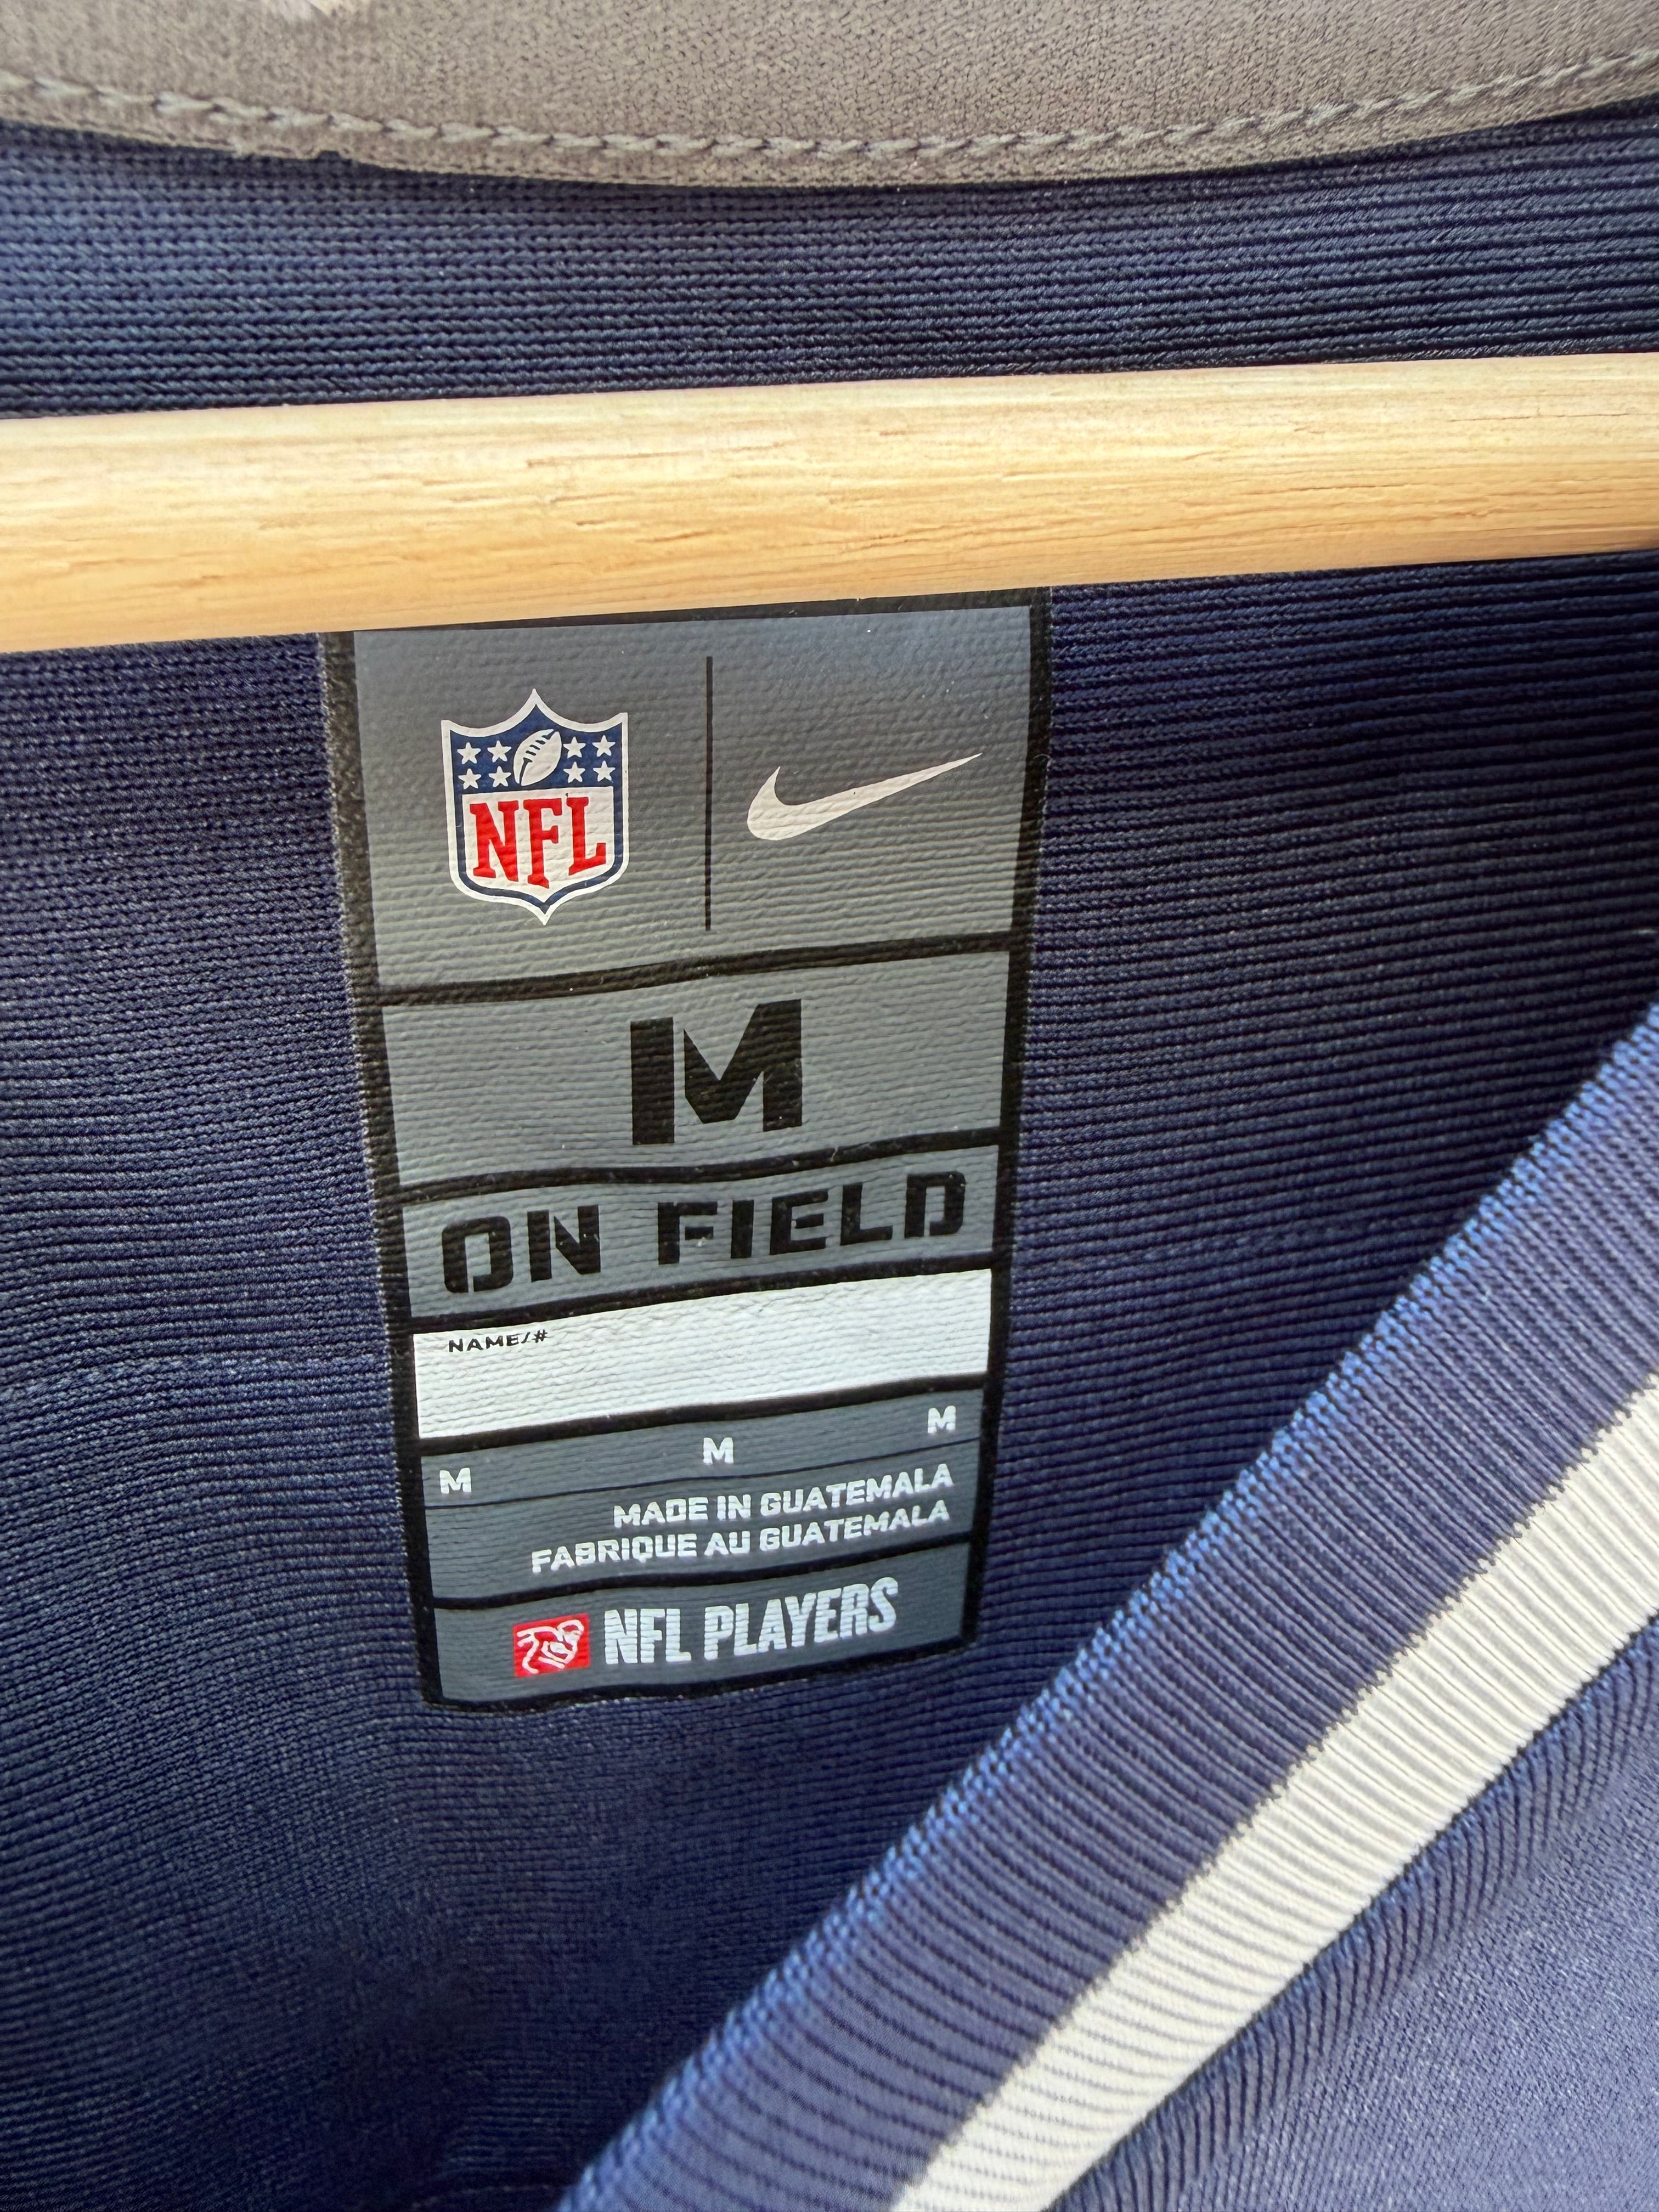 NFL
M
ON FIELD
NAME/#
M M M
MADE IN GUATEMALA
FABRIQUE AU GUATEMALA
NFL PLAYERS